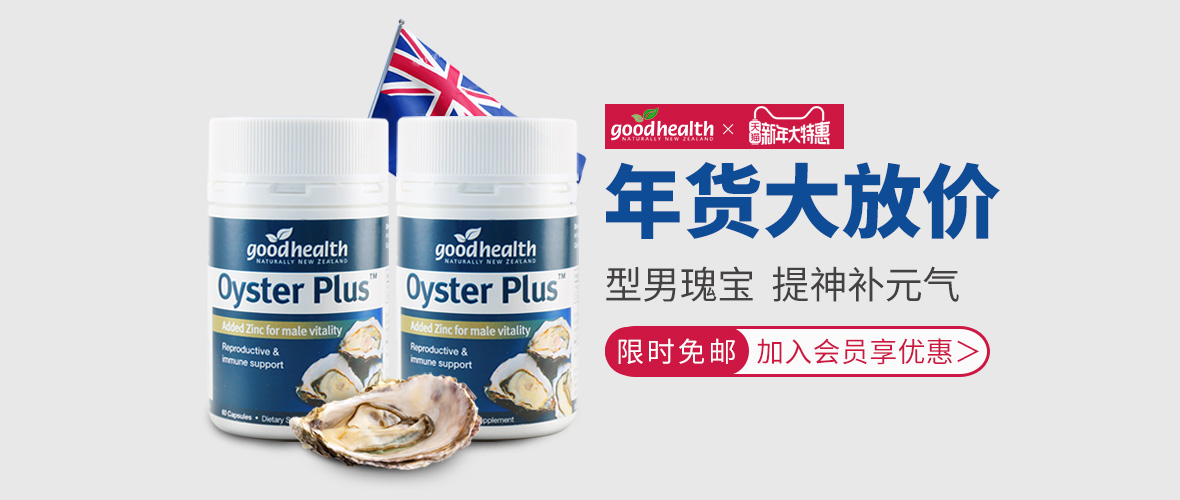 goodhealth
NATURALLY NEW ZEALAND
Oyster Plus™
Added Zinc for male vitality
Reproductive &
immune support
60 Capsules • Dietary
goodhealth
NATURALLY NEW ZEALAND
Oyster Plus™
Added Zinc for male vitality
Reproductive &
immune support
goodhealth × 天猫 新年大特惠
NATURALLY NEW ZEALAND
年货大放价
型男瑰宝 提神补元气
限时免邮 加入会员享优惠>